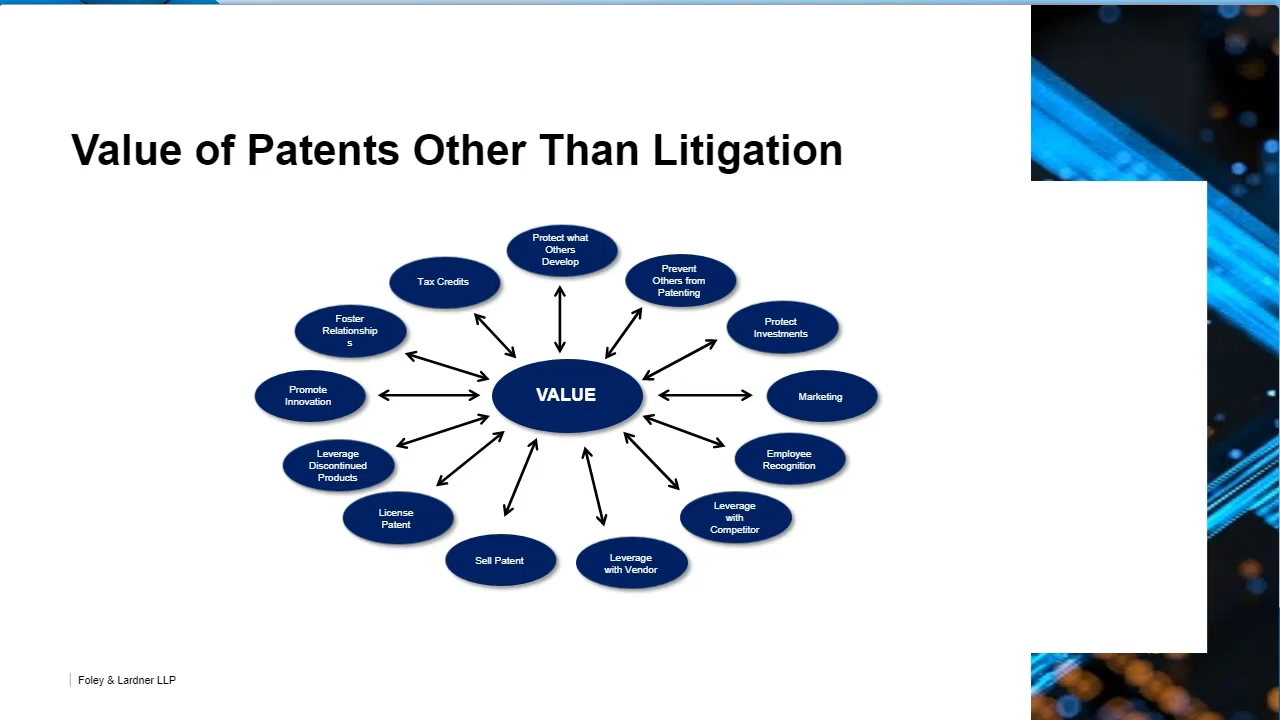 Value of Patents Other Than Litigation
Protect what
Others
Develop
Prevent
Others from
Patenting
Tax Credits
Foster
Relationship
s
Protect
Investments
Promote
Innovation
VALUE
Marketing
Leverage
Discontinued
Products
Employee
Recognition
License
Patent
Leverage
with
Competitor
Sell Patent
Leverage
with Vendor
Foley & Lardner LLP